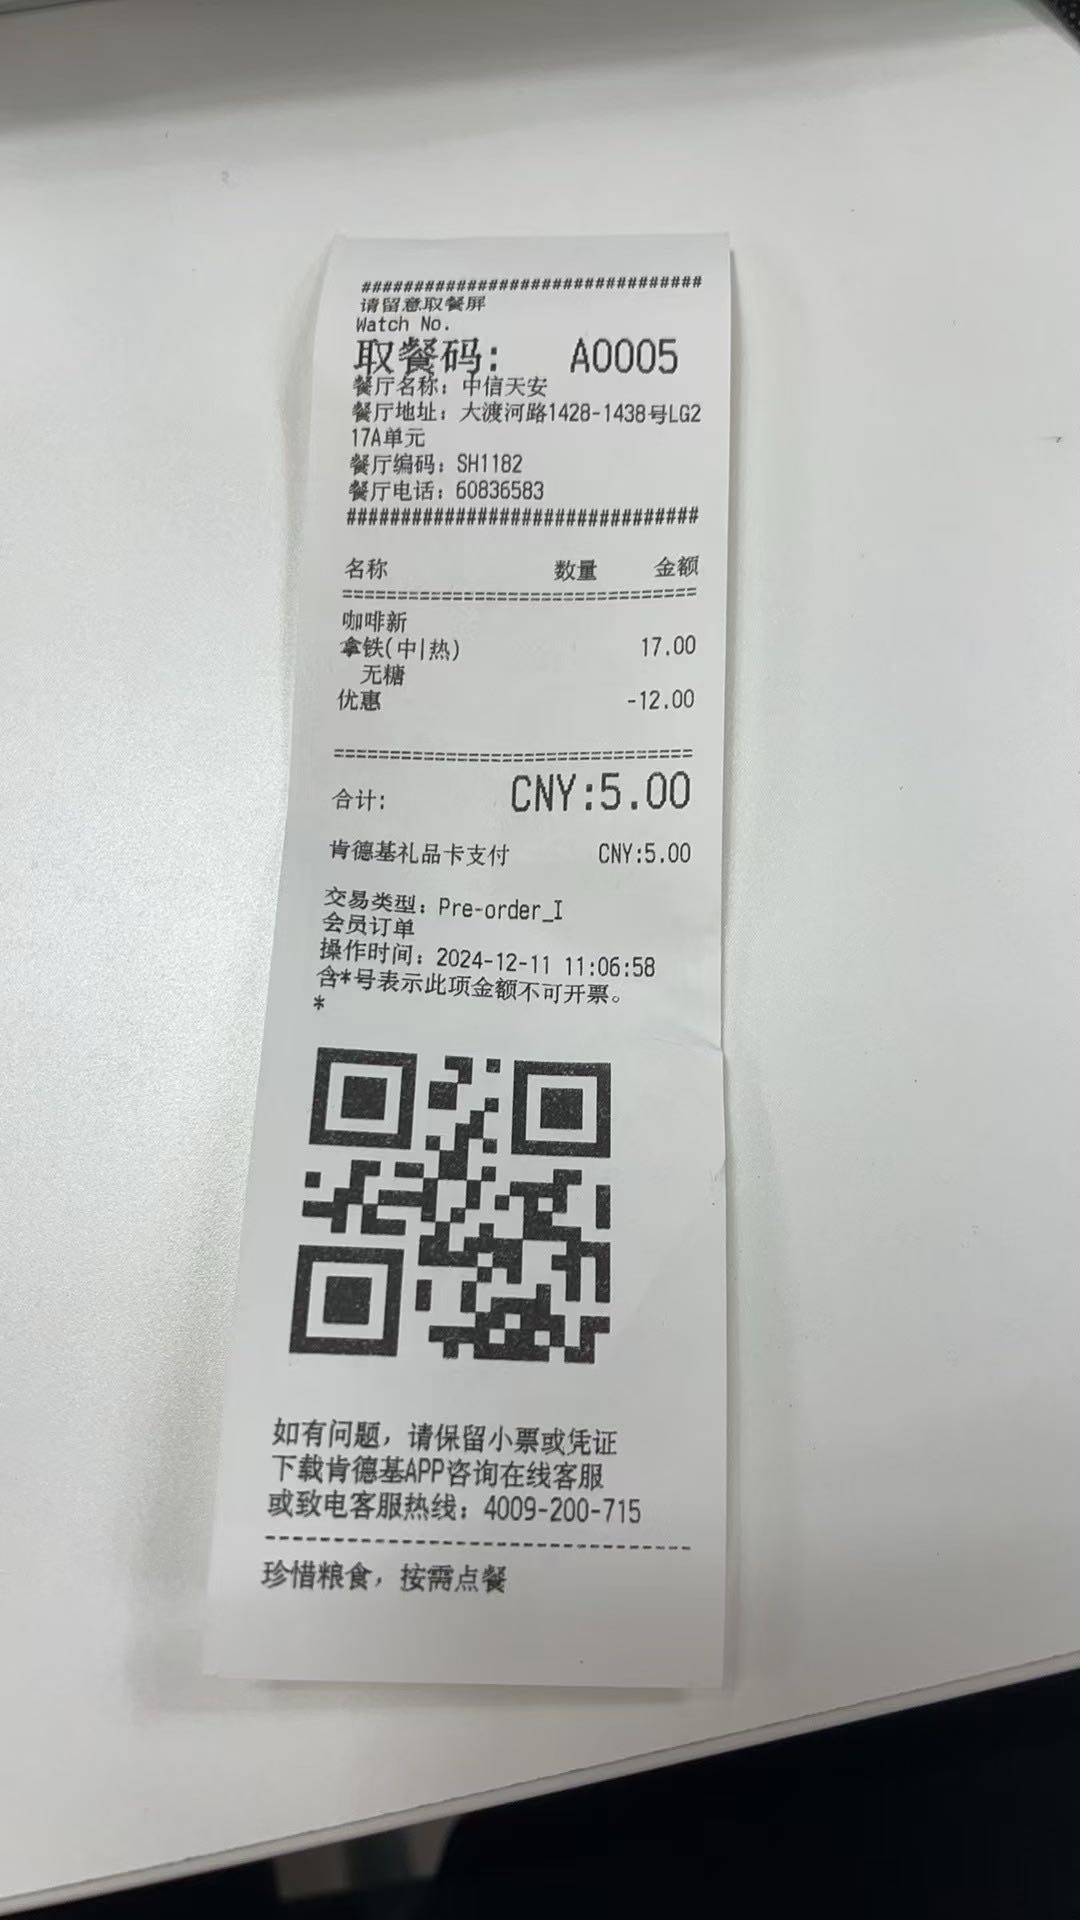 ################################
请留意取餐屏
Watch No.
取餐码： A0005
餐厅名称：中信天安
餐厅地址：大渡河路1428-1438号LG2
17A单元
餐厅编码：SH1182
餐厅电话：60836583
################################
名称 数量 金额
================================
咖啡新
拿铁(中|热) 17.00
无糖
优惠 -12.00
================================
合计: CNY:5.00
肯德基礼品卡支付 CNY:5.00
交易类型：Pre-order_I
会员订单
操作时间：2024-12-11 11:06:58
含*号表示此项金额不可开票。
*
如有问题，请保留小票或凭证
下载肯德基APP咨询在线客服
或致电客服热线：4009-200-715
--------------------------------
珍惜粮食，按需点餐